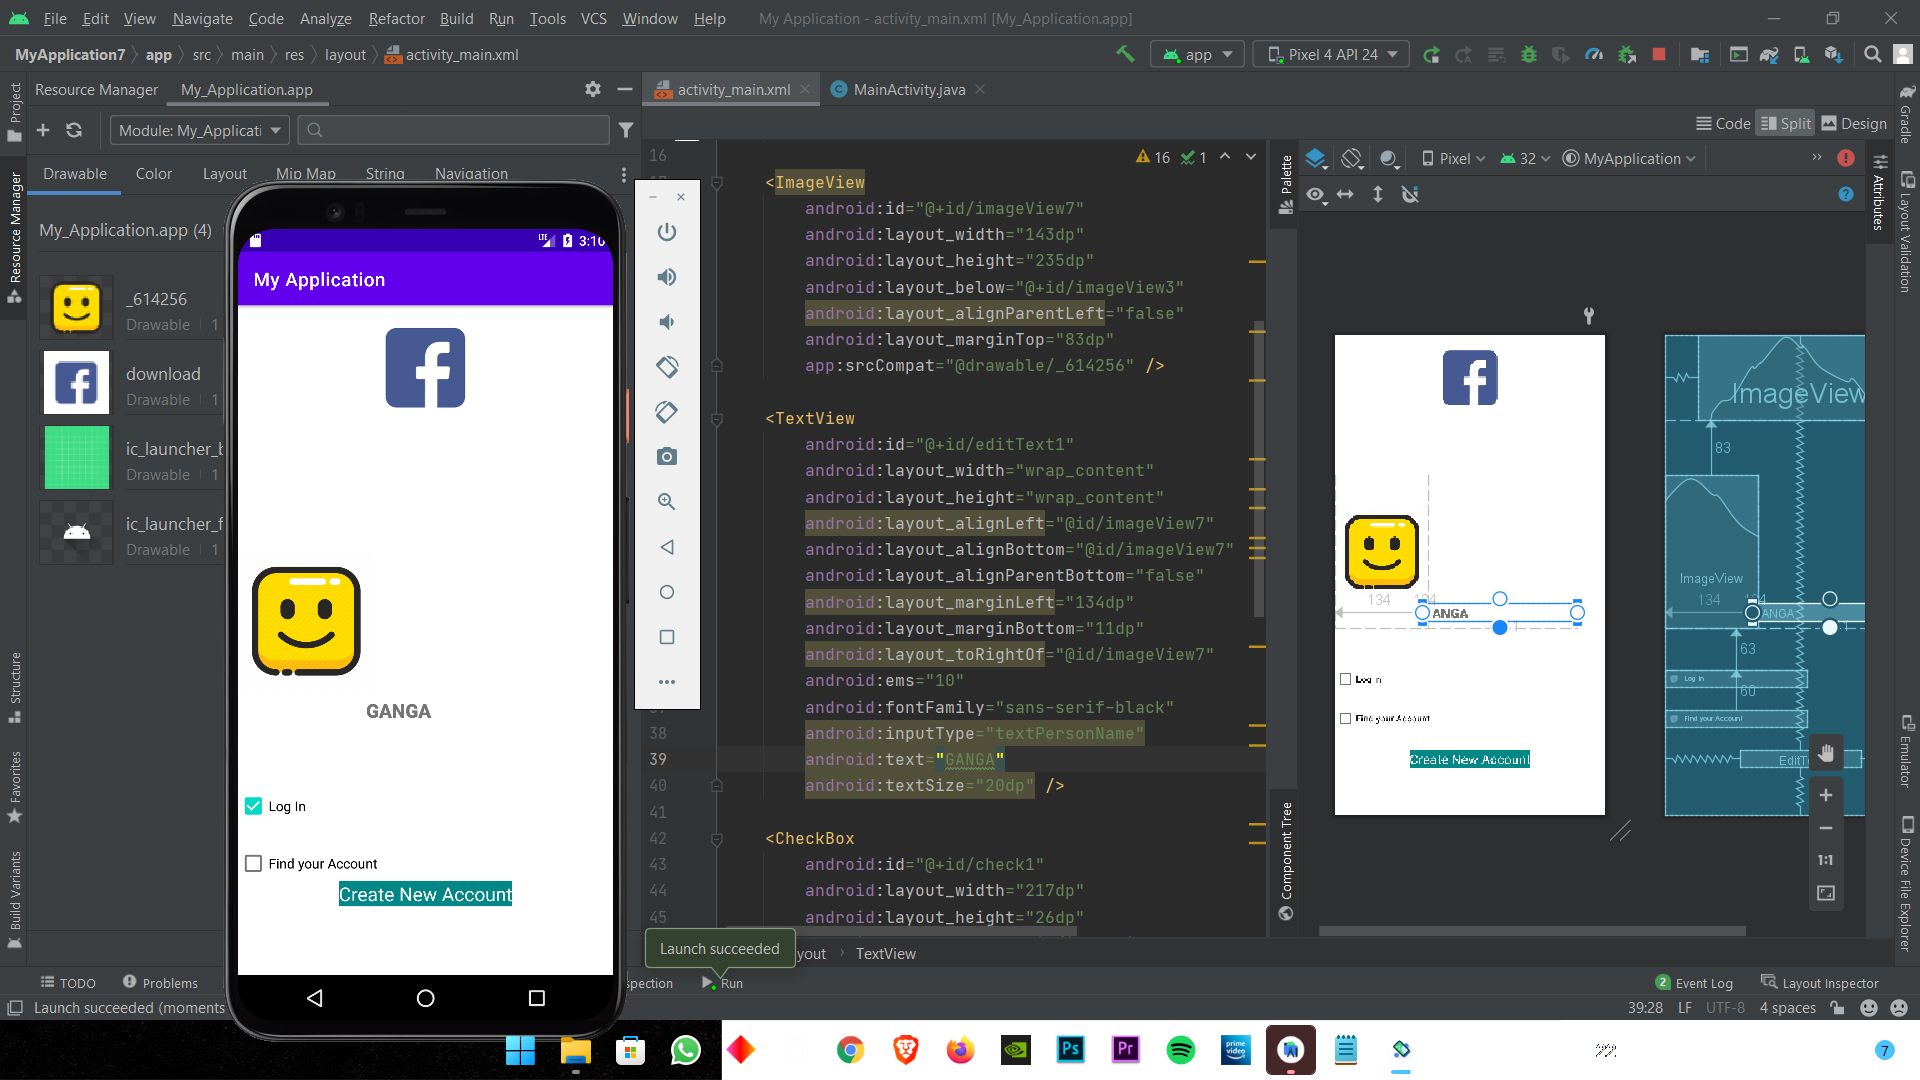 File Edit View Navigate Code Analyze Refactor Build Run Tools VCS Window Help My Application - activity_main.xml [My_Application.app]
MyApplication7 app src main res layout activity_main.xml app Pixel 4 API 24
Resource Manager My_Application.app
activity_main.xml MainActivity.java
Module: My_Applicati
Code Split Design
Drawable Color Layout Mip Map String Navigation
My_Application.app (4)
_614256
Drawable 1
download
Drawable 1
ic_launcher_b
Drawable 1
ic_launcher_f
Drawable 1
Project
Resource Manager
Structure
Favorites
Build Variants
LTE 3:10
My Application
GANGA
Log In
Find your Account
Create New Account
16 1
16
<ImageView
android:id="@+id/imageView7"
android:layout_width="143dp"
android:layout_height="235dp"
android:layout_below="@+id/imageView3"
android:layout_alignParentLeft="false"
android:layout_marginTop="83dp"
app:srcCompat="@drawable/_614256" />
<TextView
android:id="@+id/editText1"
android:layout_width="wrap_content"
android:layout_height="wrap_content"
android:layout_alignLeft="@id/imageView7"
android:layout_alignBottom="@id/imageView7"
android:layout_alignParentBottom="false"
android:layout_marginLeft="134dp"
android:layout_marginBottom="11dp"
android:layout_toRightOf="@id/imageView7"
android:ems="10"
android:fontFamily="sans-serif-black"
38 android:inputType="textPersonName"
39 android:text="GANGA"
40 android:textSize="20dp" />
41
42 <CheckBox
43 android:id="@+id/check1"
44 android:layout_width="217dp"
45 android:layout_height="26dp"
Launch succeeded
yout TextView
Palette
Component Tree
Pixel 32 MyApplication
134
ANGA
Log In
Find your Account
Create New Account
ImageView
83
ImageView
134
ANGA
63
Log In
60
Find your Account
EditT
1:1
Attributes
Gradle
Layout Validation
Emulator
Device File Explorer
TODO Problems spection Run 2 Event Log Layout Inspector
Launch succeeded (moments 39:28 LF UTF-8 4 spaces
Ps Pr prime video 7